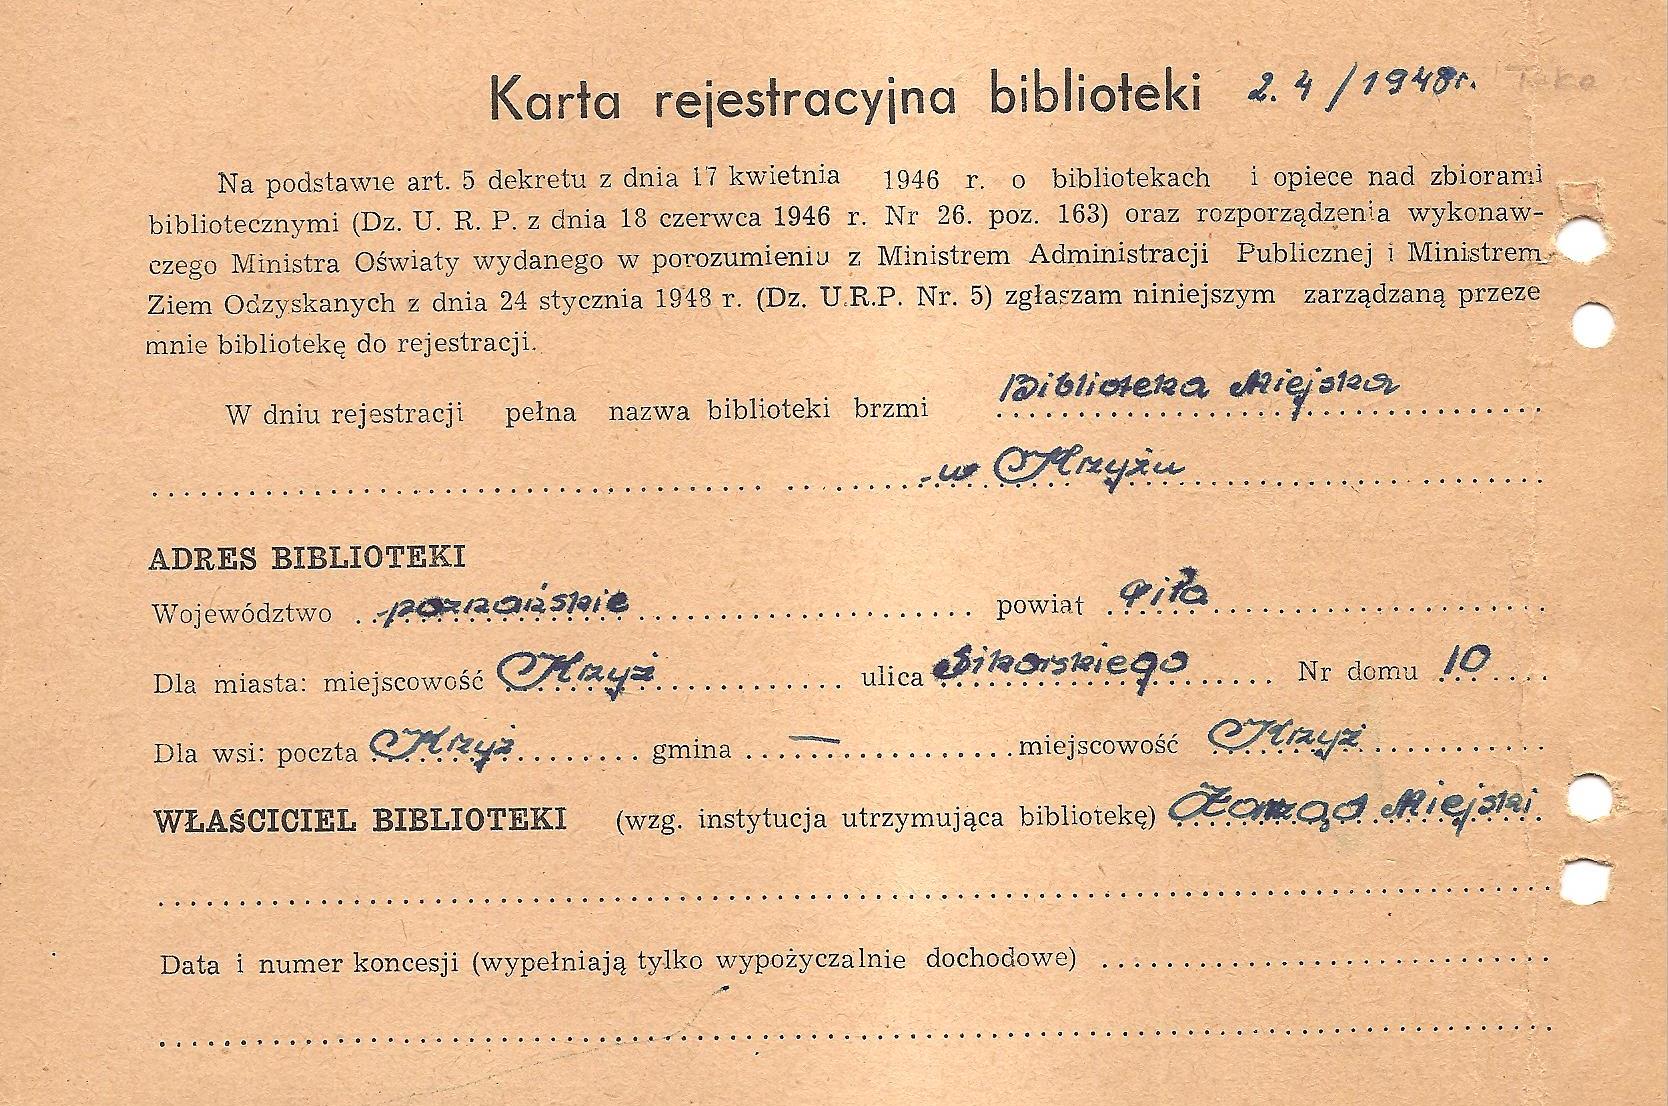 Karta rejestracyjna biblioteki 2.4/1948r.
Na podstawie art. 5 dekretu z dnia 17 kwietnia 1946 r. o bibliotekach i opiece nad zbiorami
bibliotecznymi (Dz. U. R. P. z dnia 18 czerwca 1946 r. Nr 26. poz. 163) oraz rozporządzenia wykonaw-
czego Ministra Oświaty wydanego w porozumieniu z Ministrem Administracji Publicznej i Ministrem
Ziem Odzyskanych z dnia 24 stycznia 1948 r. (Dz. U.R.P. Nr. 5) zgłaszam niniejszym zarządzaną przeze
mnie bibliotekę do rejestracji.
W dniu rejestracji pełna nazwa biblioteki brzmi Biblioteka Miejska
w Krzyżu
ADRES BIBLIOTEKI
Województwo poznańskie powiat Piła
Dla miasta: miejscowość Krzyż ulica Sikorskiego Nr domu 10
Dla wsi: poczta Krzyż gmina — miejscowość Krzyż
WŁAŚCICIEL BIBLIOTEKI (wzg. instytucja utrzymująca bibliotekę) Zarząd Miejski
Data i numer koncesji (wypełniają tylko wypożyczalnie dochodowe)